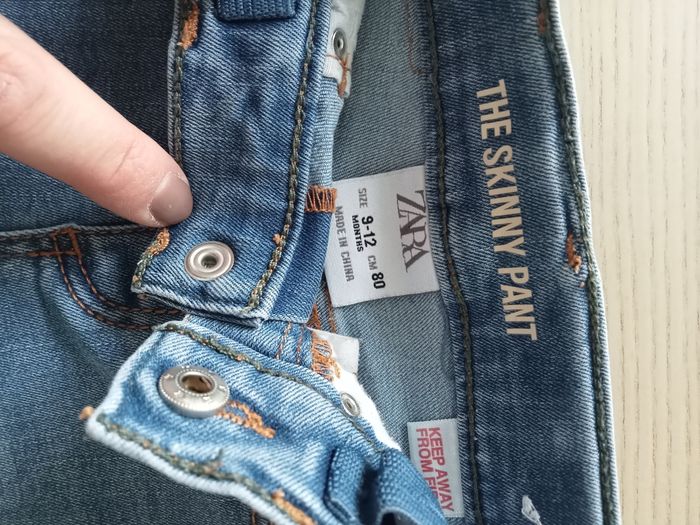 THE SKINNY PANT
ZARA
SIZE 9-12 CM 80
MONTHS
MADE IN CHINA
KEEP AWAY
FROM